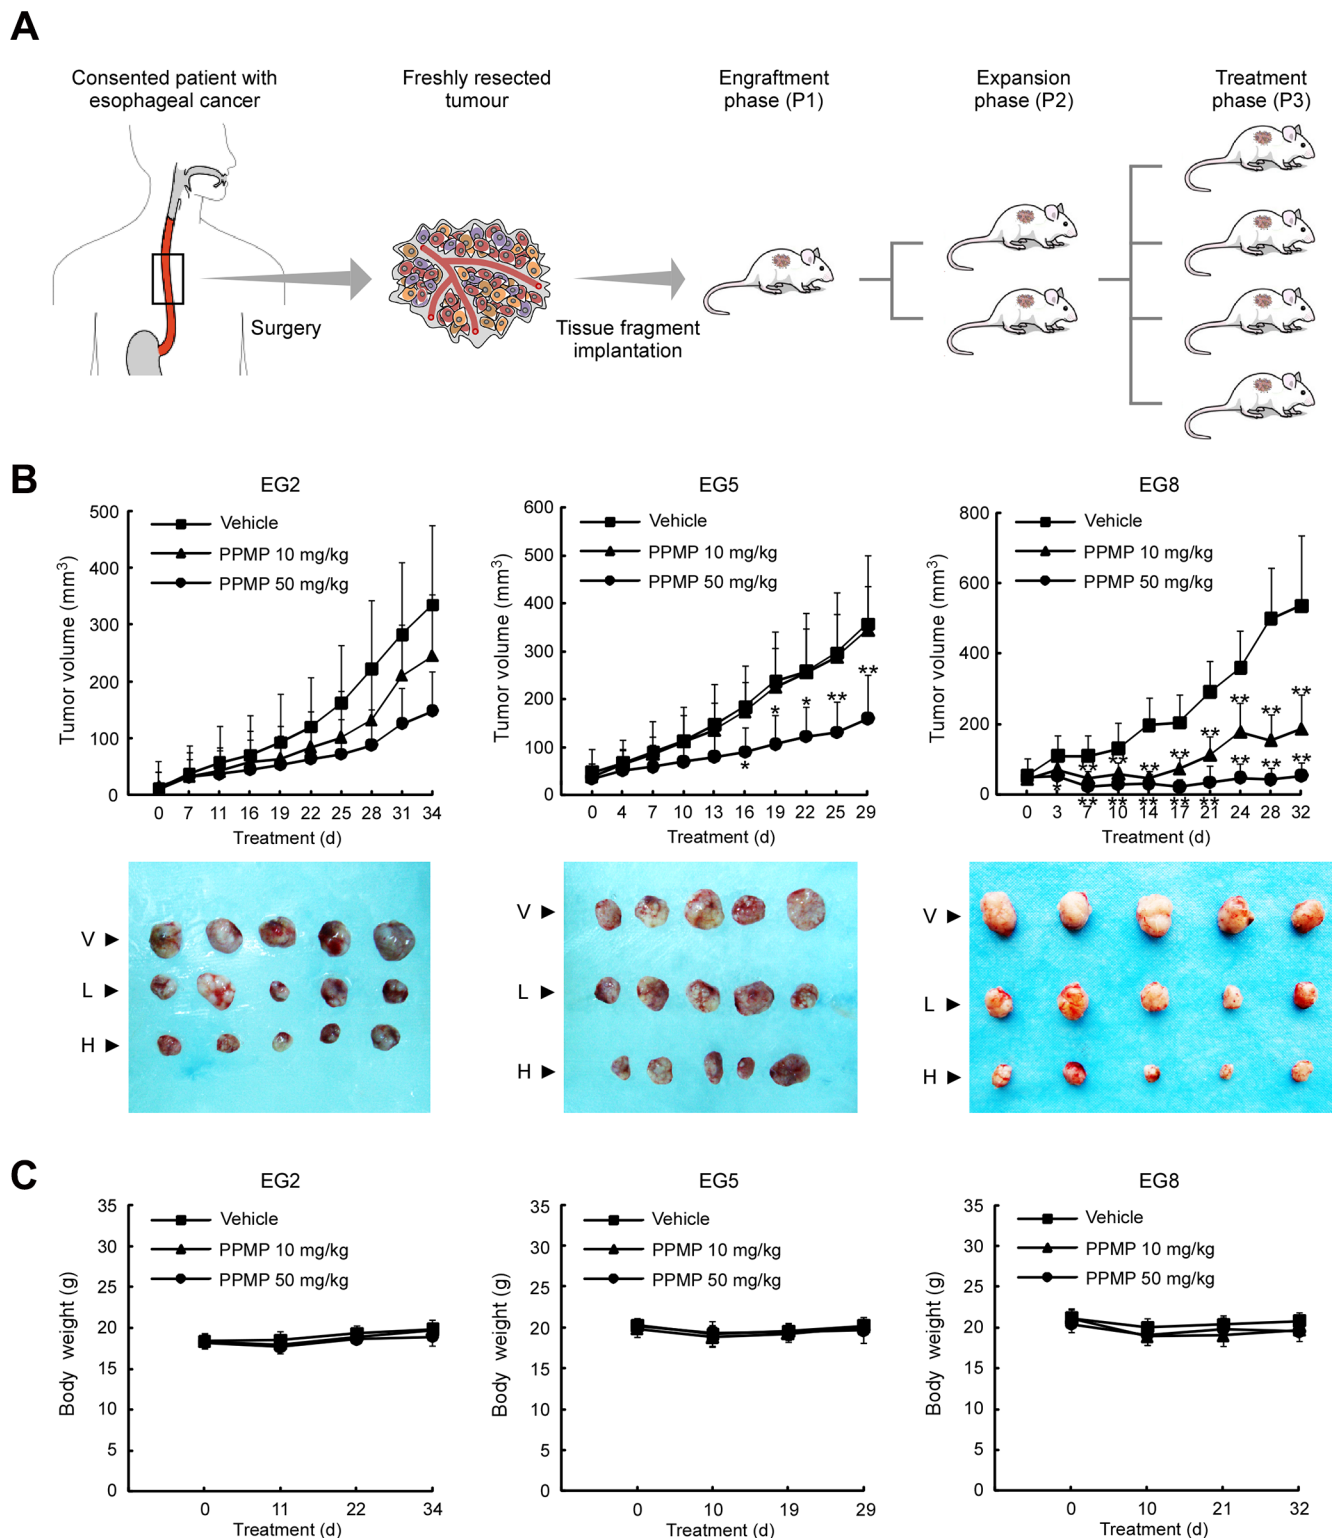 A
Consented patient with
esophageal cancer
Freshly resected
tumour
Engraftment
phase (P1)
Expansion
phase (P2)
Treatment
phase (P3)
Surgery
Tissue fragment
implantation
B
EG2
Tumor volume (mm³)
500
400
300
200
100
0
Vehicle
PPMP 10 mg/kg
PPMP 50 mg/kg
0 7 11 16 19 22 25 28 31 34
Treatment (d)
EG5
Tumor volume (mm³)
600
500
400
300
200
100
0
Vehicle
PPMP 10 mg/kg
PPMP 50 mg/kg
* * * ** **
0 4 7 10 13 16 19 22 25 29
Treatment (d)
EG8
Tumor volume (mm³)
800
600
400
200
0
Vehicle
PPMP 10 mg/kg
PPMP 50 mg/kg
** ** ** ** ** ** ** **
* ** ** ** ** ** ** ** **
0 3 7 10 14 17 21 24 28 32
Treatment (d)
V ►
L ►
H ►
V ►
L ►
H ►
V ►
L ►
H ►
C
EG2
Body weight (g)
35
30
25
20
15
10
5
0
Vehicle
PPMP 10 mg/kg
PPMP 50 mg/kg
0 11 22 34
Treatment (d)
EG5
Body weight (g)
35
30
25
20
15
10
5
0
Vehicle
PPMP 10 mg/kg
PPMP 50 mg/kg
0 10 19 29
Treatment (d)
EG8
Body weight (g)
35
30
25
20
15
10
5
0
Vehicle
PPMP 10 mg/kg
PPMP 50 mg/kg
0 10 21 32
Treatment (d)